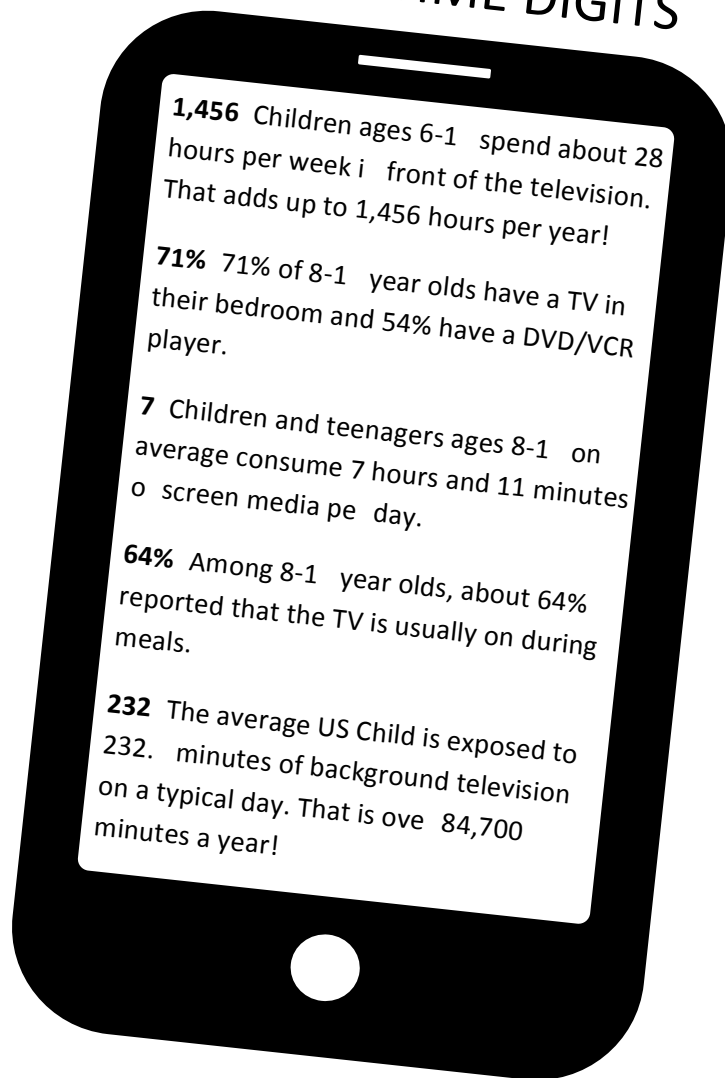 DIGITS
1,456 Children ages 6-1 spend about 28
hours per week i front of the television.
That adds up to 1,456 hours per year!
71% 71% of 8-1 year olds have a TV in
their bedroom and 54% have a DVD/VCR
player.
7 Children and teenagers ages 8-1 on
average consume 7 hours and 11 minutes
o screen media pe day.
64% Among 8-1 year olds, about 64%
reported that the TV is usually on during
meals.
232 The average US Child is exposed to
232. minutes of background television
on a typical day. That is ove 84,700
minutes a year!